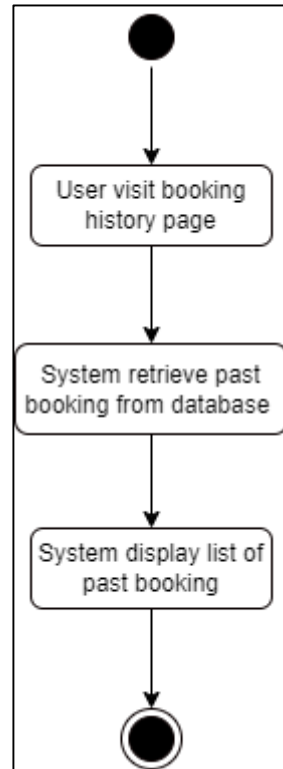 User visit booking
history page
System retrieve past
booking from database
System display list of
past booking